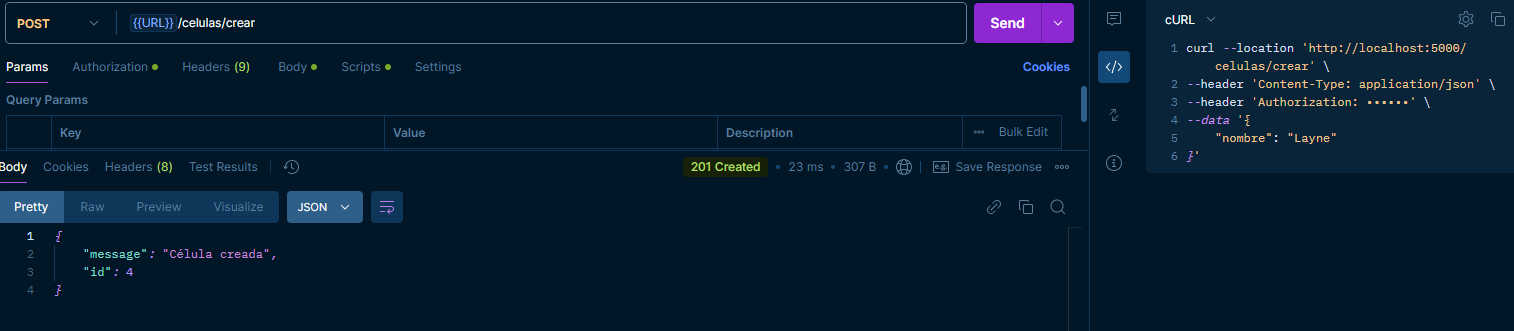 POST {{URL}}/celulas/crear Send
Params Authorization Headers (9) Body Scripts Settings Cookies
Query Params
Key Value Description Bulk Edit
Body Cookies Headers (8) Test Results 201 Created 23 ms 307 B e.g. Save Response
Pretty Raw Preview Visualize JSON
1 {
2 "message": "Célula creada",
3 "id": 4
4 }
cURL
1 curl --location 'http://localhost:5000/
celulas/crear' \
2 --header 'Content-Type: application/json' \
3 --header 'Authorization: ••••••' \
4 --data '{
5 "nombre": "Layne"
6 }'